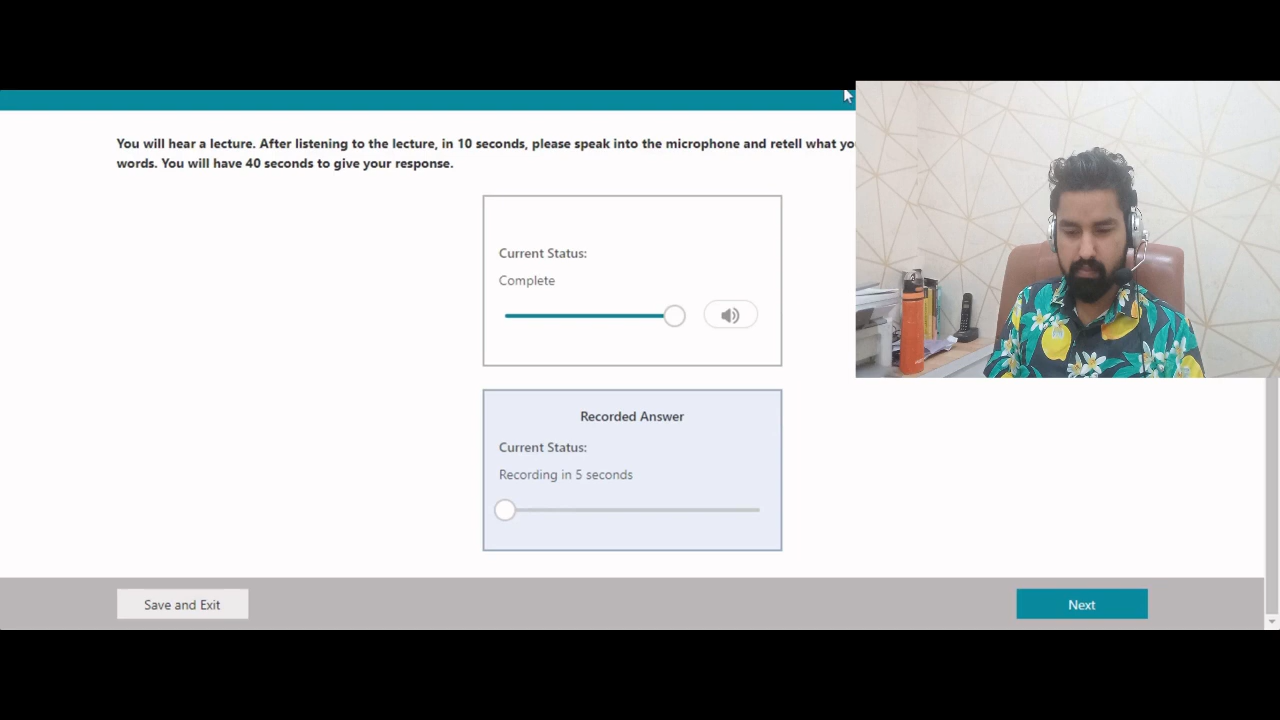 You will hear a lecture. After listening to the lecture, in 10 seconds, please speak into the microphone and retell what
words. You will have 40 seconds to give your response.
Current Status:
Complete
Recorded Answer
Current Status:
Recording in 5 seconds
Save and Exit
Next